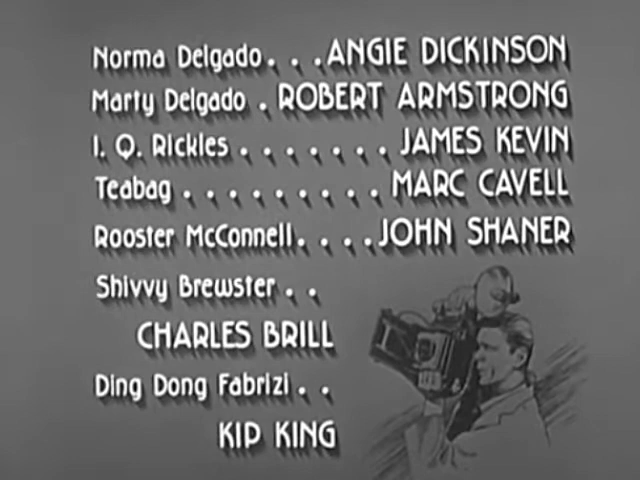 Norma Delgado. . .ANGIE DICKINSON
Marty Delgado . ROBERT ARMSTRONG
I. Q. Rickles . . . . . . . JAMES KEVIN
Teabag . . . . . . . . . MARC CAVELL
Rooster McConnell. . . .JOHN SHANER
Shivvy Brewster . .
CHARLES BRILL
Ding Dong Fabrizi . .
KIP KING